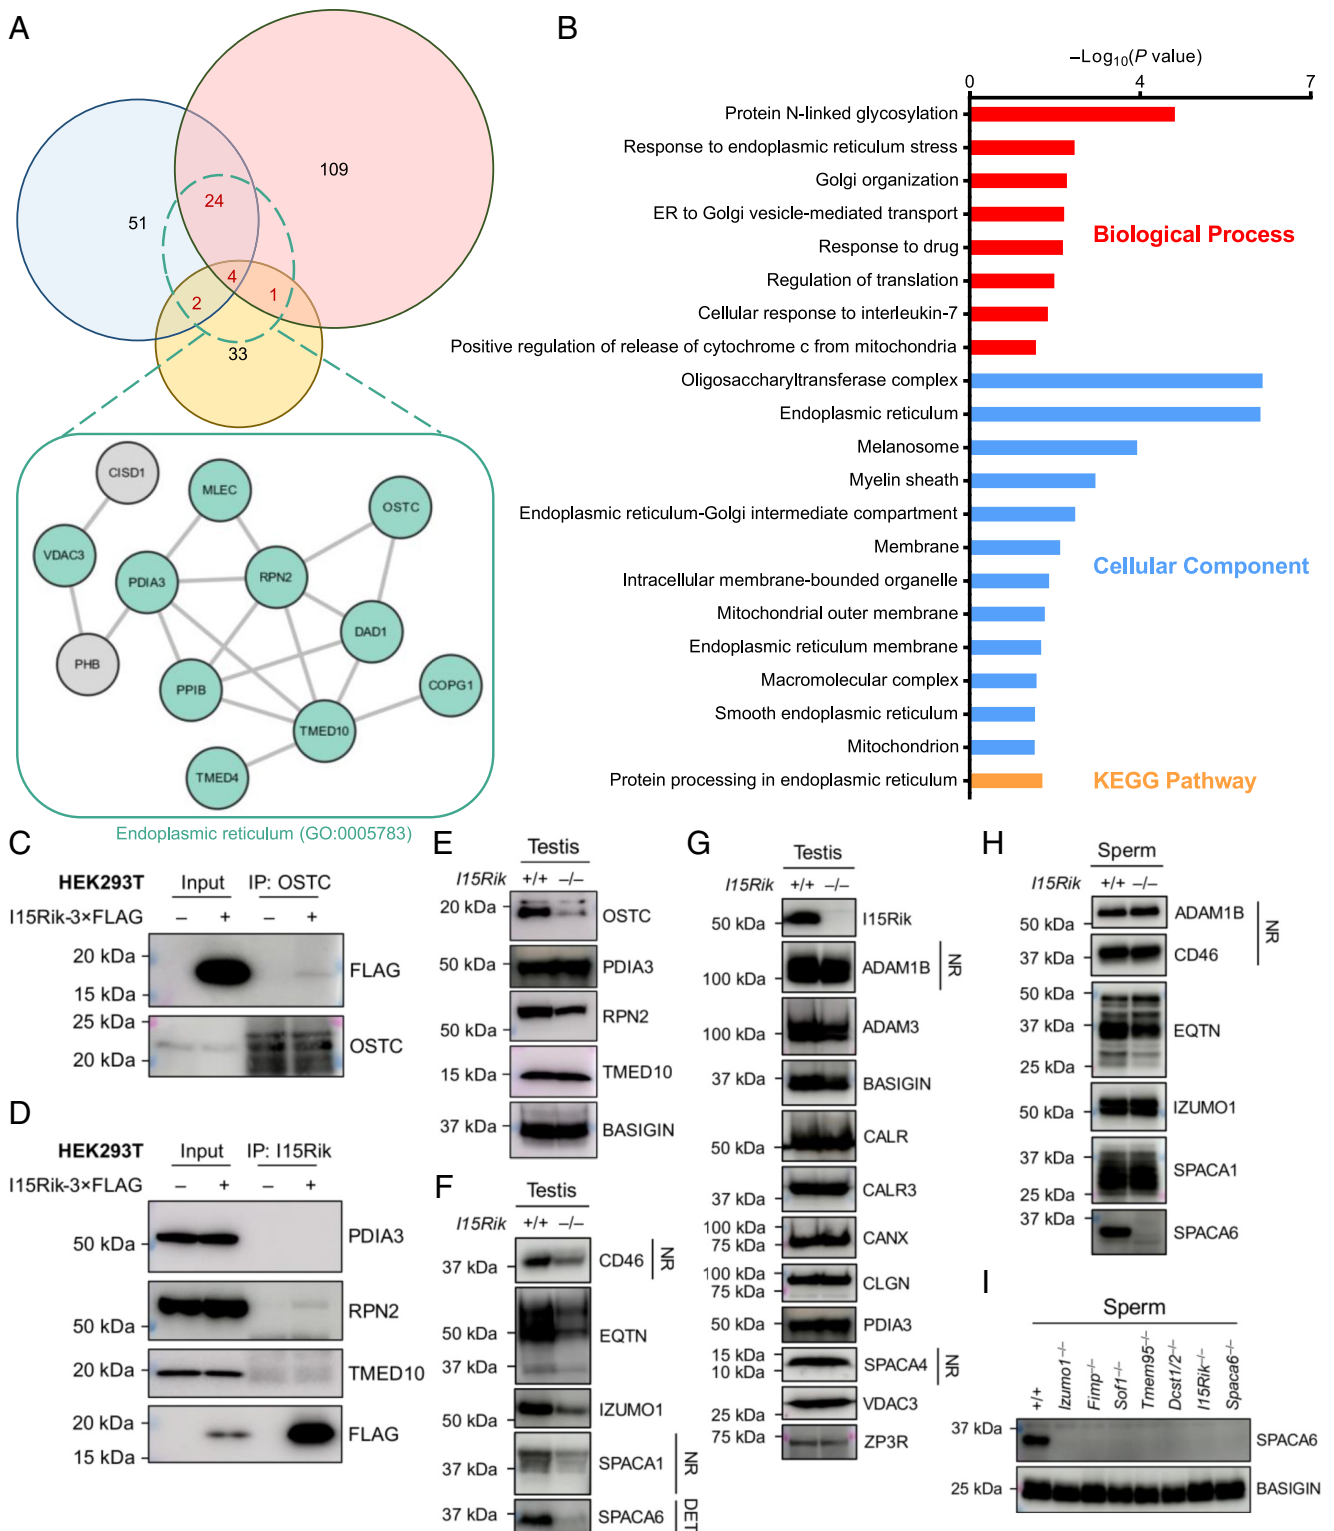 A
109
51
24
4
2
1
33
CISD1
MLEC
OSTC
VDAC3
PDIA3
RPN2
DAD1
PHB
PPIB
COPG1
TMED10
TMED4
Endoplasmic reticulum (GO:0005783)
B
−Log10(P value)
0 4 7
Protein N-linked glycosylation
Response to endoplasmic reticulum stress
Golgi organization
ER to Golgi vesicle-mediated transport
Response to drug
Regulation of translation
Cellular response to interleukin-7
Positive regulation of release of cytochrome c from mitochondria
Biological Process
Oligosaccharyltransferase complex
Endoplasmic reticulum
Melanosome
Myelin sheath
Endoplasmic reticulum-Golgi intermediate compartment
Membrane
Intracellular membrane-bounded organelle
Mitochondrial outer membrane
Endoplasmic reticulum membrane
Macromolecular complex
Smooth endoplasmic reticulum
Mitochondrion
Cellular Component
Protein processing in endoplasmic reticulum
KEGG Pathway
C
HEK293T Input IP: OSTC
I15Rik-3×FLAG − + − +
20 kDa
15 kDa
FLAG
25 kDa
20 kDa
OSTC
D
HEK293T Input IP: I15Rik
I15Rik-3×FLAG − + − +
50 kDa PDIA3
50 kDa RPN2
20 kDa TMED10
20 kDa
15 kDa
FLAG
E
Testis
I15Rik +/+ −/−
20 kDa OSTC
50 kDa PDIA3
50 kDa RPN2
15 kDa TMED10
37 kDa BASIGIN
F
Testis
I15Rik +/+ −/−
37 kDa CD46 NR
50 kDa
37 kDa
EQTN
50 kDa IZUMO1
37 kDa SPACA1 NR
37 kDa SPACA6 DET
G
Testis
I15Rik +/+ −/−
50 kDa I15Rik
100 kDa ADAM1B NR
100 kDa ADAM3
37 kDa BASIGIN
50 kDa CALR
37 kDa CALR3
100 kDa
75 kDa
CANX
100 kDa
75 kDa
CLGN
50 kDa PDIA3
15 kDa
10 kDa
SPACA4 NR
25 kDa VDAC3
75 kDa ZP3R
H
Sperm
I15Rik +/+ −/−
50 kDa ADAM1B
37 kDa CD46
NR
50 kDa
37 kDa
25 kDa
EQTN
50 kDa IZUMO1
37 kDa
25 kDa
SPACA1
37 kDa SPACA6
I
Sperm
+/+ Izumo1−/− Fimp−/− Sof1−/− Tmem95−/− Dcst1/2−/− I15Rik−/− Spaca6−/−
37 kDa SPACA6
25 kDa BASIGIN